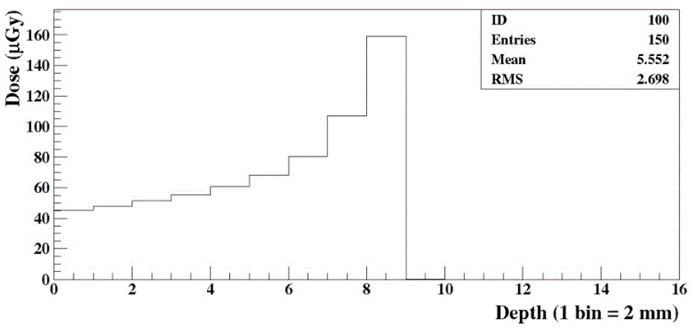 Dose (μGy)
160
140
120
100
80
60
40
20
0
ID 100
Entries 150
Mean 5.552
RMS 2.698
0 2 4 6 8 10 12 14 16
Depth (1 bin = 2 mm)